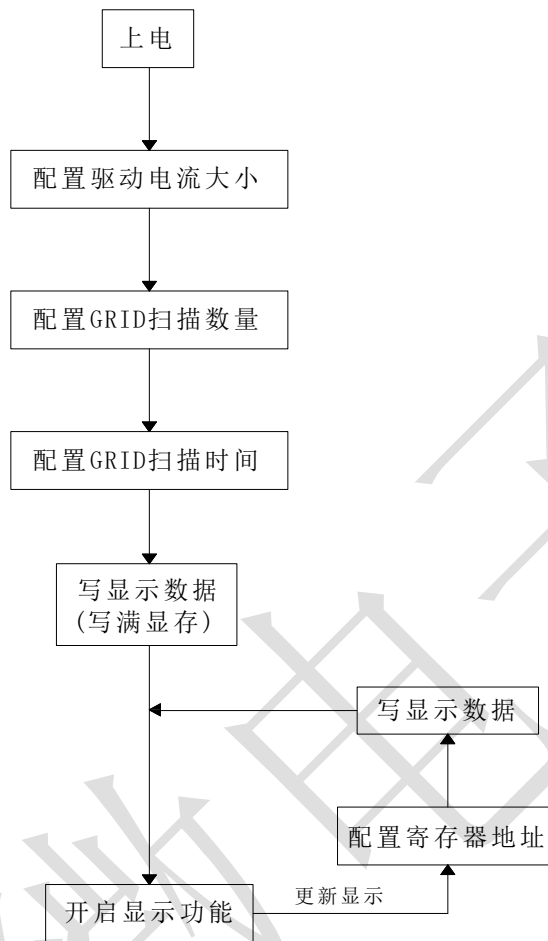 上电
配置驱动电流大小
配置GRID扫描数量
配置GRID扫描时间
写显示数据
(写满显存)
写显示数据
配置寄存器地址
更新显示
开启显示功能